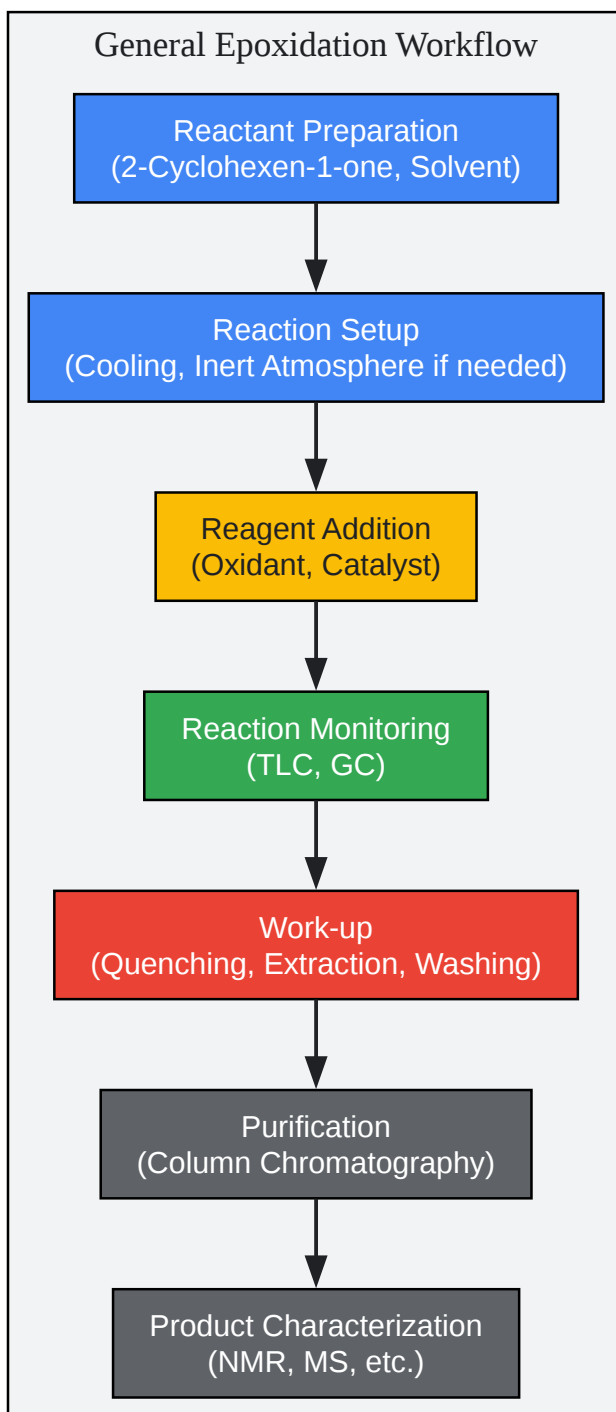 General Epoxidation Workflow
Reactant Preparation
(2-Cyclohexen-1-one, Solvent)
Reaction Setup
(Cooling, Inert Atmosphere if needed)
Reagent Addition
(Oxidant, Catalyst)
Reaction Monitoring
(TLC, GC)
Work-up
(Quenching, Extraction, Washing)
Purification
(Column Chromatography)
Product Characterization
(NMR, MS, etc.)